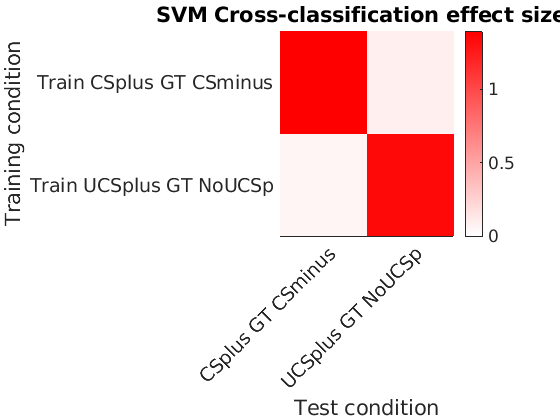 SVM Cross-classification effect size
Training condition
Train CSplus GT CSminus
Train UCSplus GT NoUCSp
1
0.5
0
CSplus GT CSminus
UCSplus GT NoUCSp
Test condition